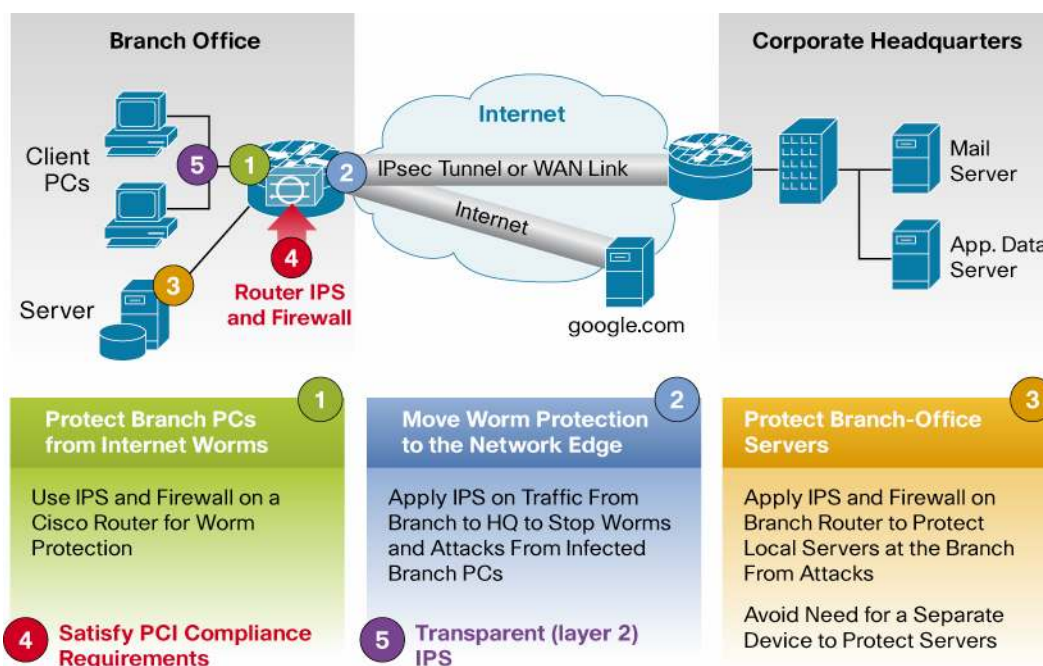 Branch Office
Corporate Headquarters
Internet
Client
PCs
5
1
2
IPsec Tunnel or WAN Link
Internet
Mail
Server
4
Router IPS
and Firewall
3
Server
google.com
App. Data
Server
1
Protect Branch PCs
from Internet Worms
Use IPS and Firewall on a
Cisco Router for Worm
Protection
2
Move Worm Protection
to the Network Edge
Apply IPS on Traffic From
Branch to HQ to Stop Worms
and Attacks From Infected
Branch PCs
3
Protect Branch-Office
Servers
Apply IPS and Firewall on
Branch Router to Protect
Local Servers at the Branch
From Attacks
Avoid Need for a Separate
Device to Protect Servers
4
Satisfy PCI Compliance
Requirements
5
Transparent (layer 2)
IPS